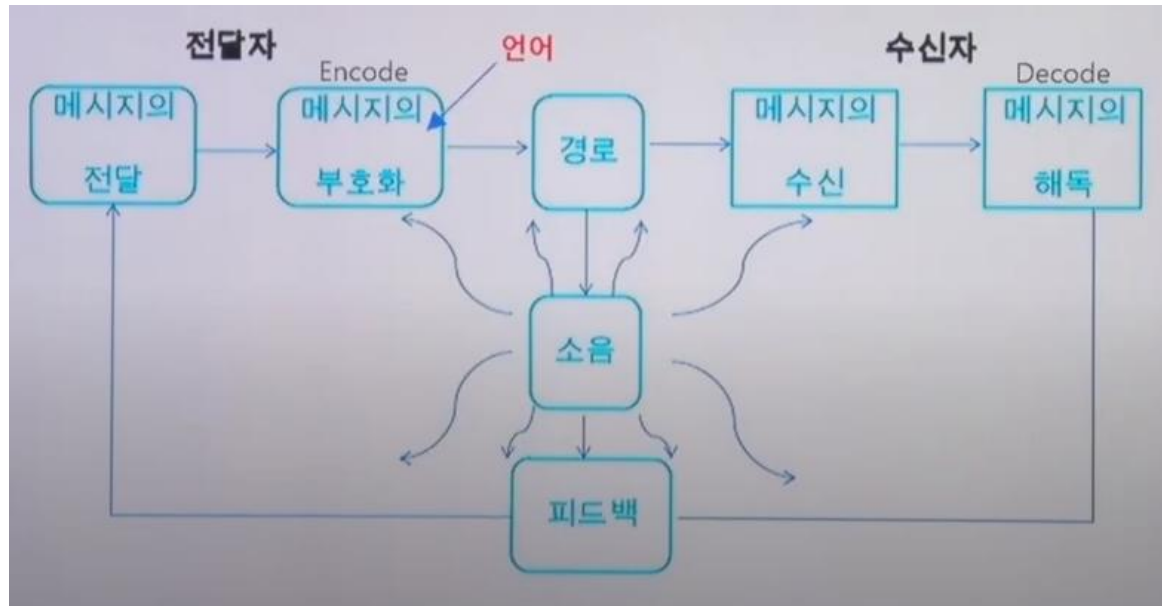 전달자
언어
수신자
Encode
Decode
메시지의
전달
메시지의
부호화
경로
메시지의
수신
메시지의
해독
소음
피드백